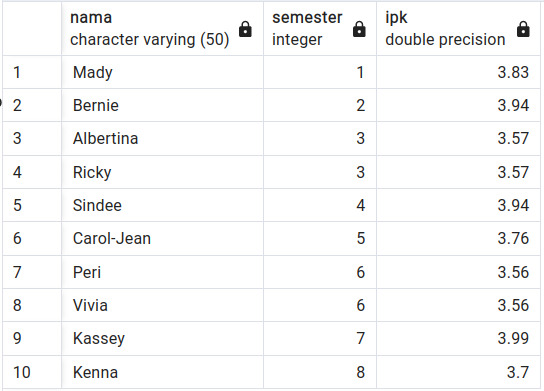 nama semester ipk
character varying (50) integer double precision
1 Mady 1 3.83
2 Bernie 2 3.94
3 Albertina 3 3.57
4 Ricky 3 3.57
5 Sindee 4 3.94
6 Carol-Jean 5 3.76
7 Peri 6 3.56
8 Vivia 6 3.56
9 Kassey 7 3.99
10 Kenna 8 3.7